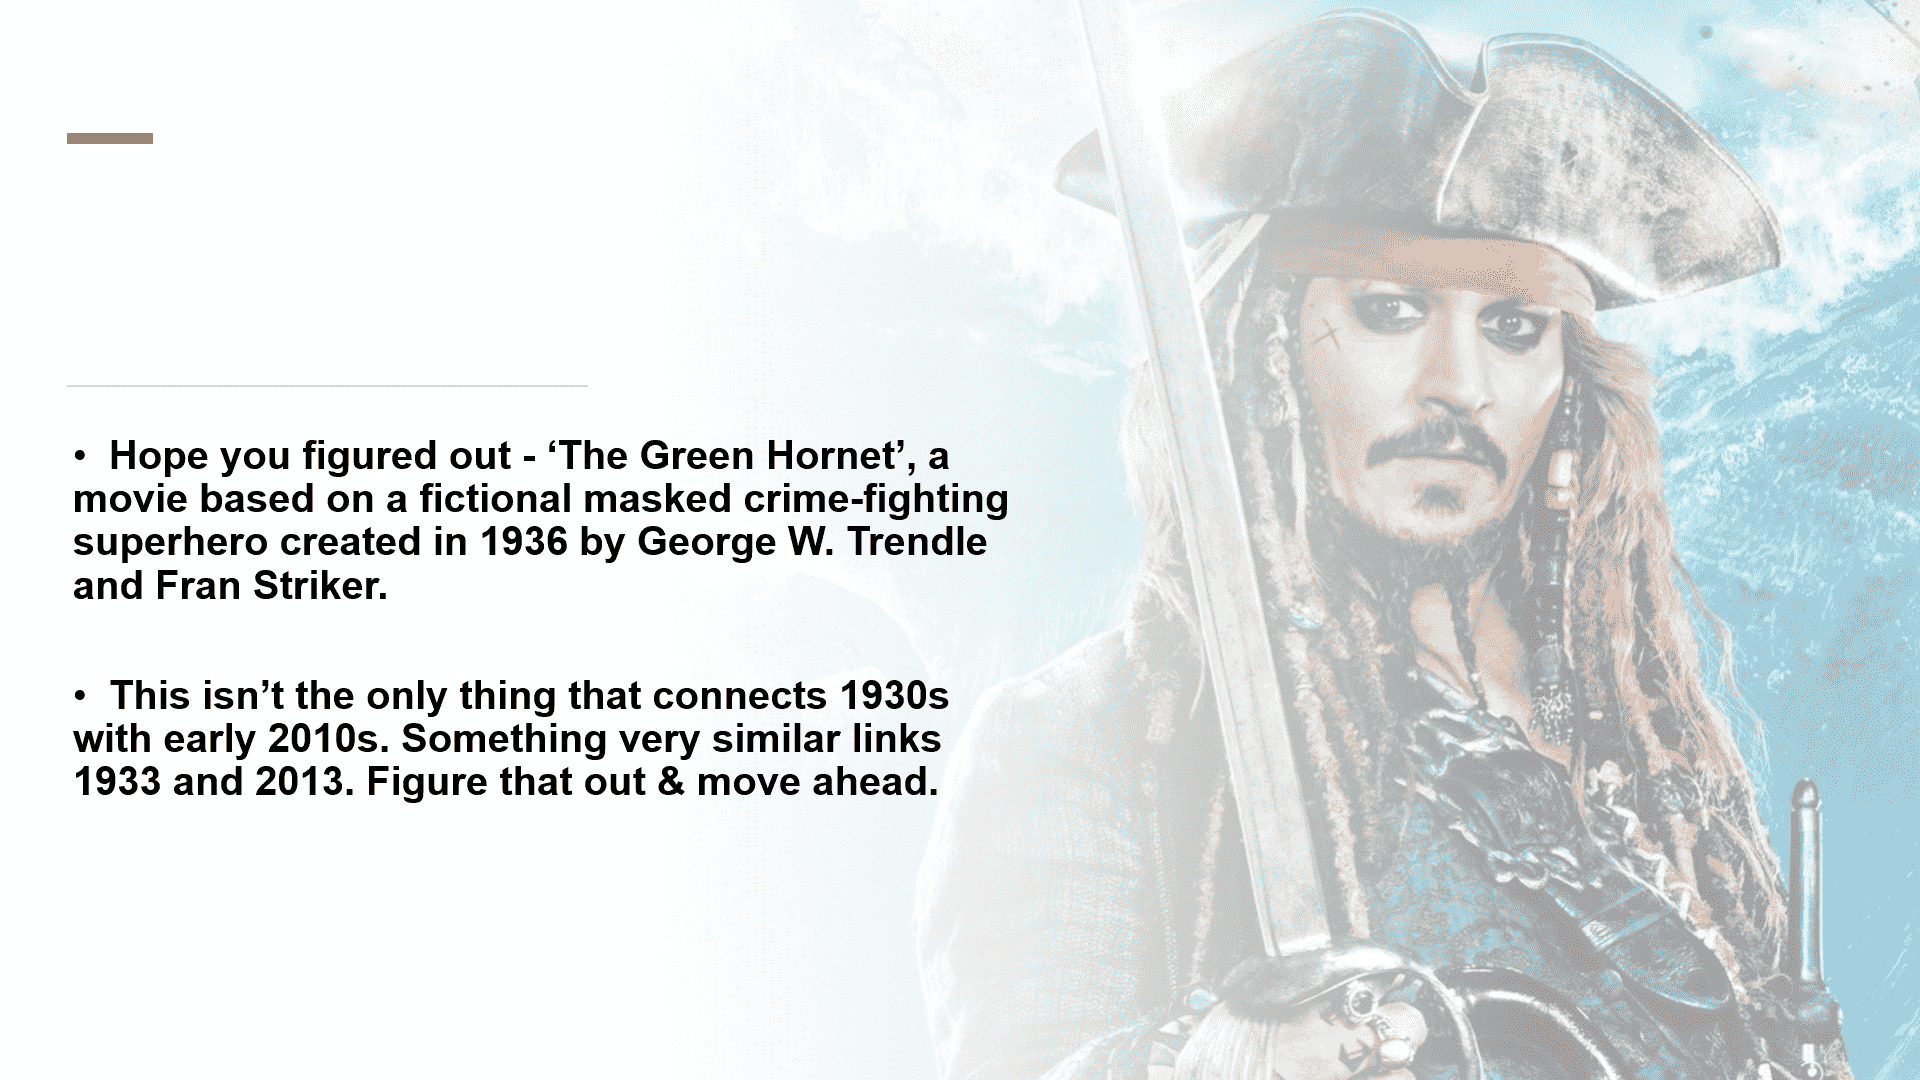 • Hope you figured out - ‘The Green Hornet’, a
movie based on a fictional masked crime-fighting
superhero created in 1936 by George W. Trendle
and Fran Striker.
• This isn’t the only thing that connects 1930s
with early 2010s. Something very similar links
1933 and 2013. Figure that out & move ahead.